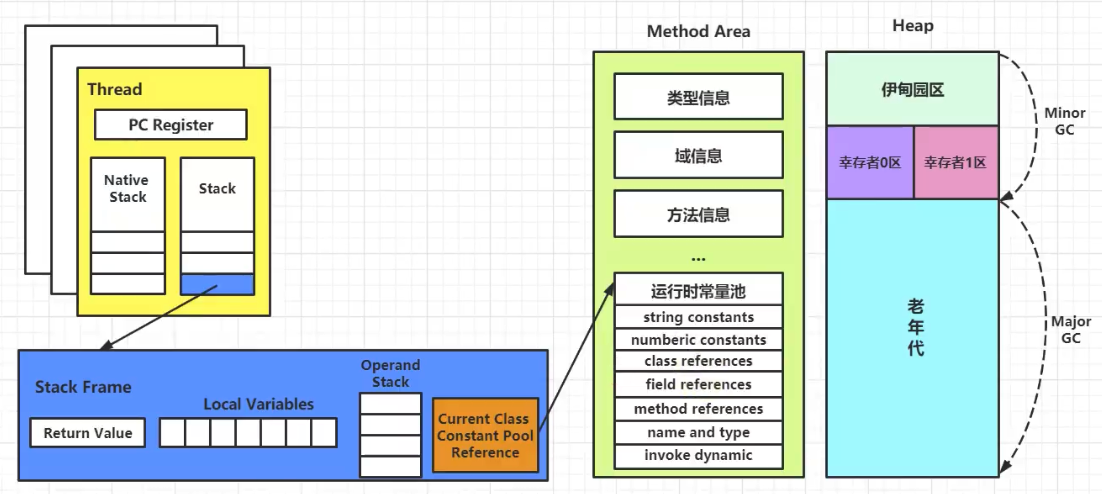 Thread
PC Register
Native
Stack
Stack
Stack Frame
Return Value
Local Variables
Operand
Stack
Current Class
Constant Pool
Reference
Method Area
类型信息
域信息
方法信息
...
运行时常量池
string constants
numberic constants
class references
field references
method references
name and type
invoke dynamic
Heap
伊甸园区
幸存者0区
幸存者1区
老
年
代
Minor
GC
Major
GC